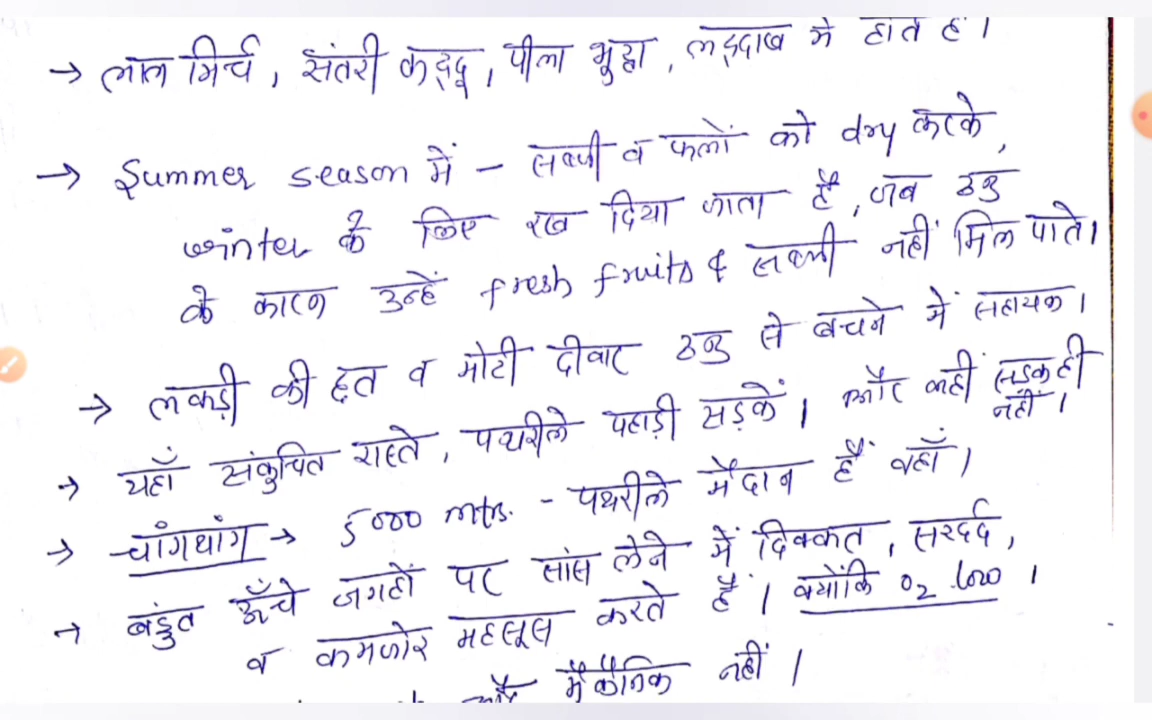 → लाल मिर्च, संतरी कद्दू, पीला भुट्टा, लद्दाख मे होते हैं।
→ Summer season में - सब्जी व फलों को dry करके,
winter के लिए रख दिया जाता है, जब ठण्ड
के कारण उन्हें fresh fruits & सब्जी नहीं मिल पाते।
→ लकड़ी की छत व मोटी दीवार ठण्ड से बचने में सहायक।
→ यहाँ संकुचित रास्ते, पथरीले पहाड़ी सड़कें। और कहीं सड़क ही
नहीं।
→ चांगथांग → 5000 mtrs. - पथरीले मैदान हैं वहाँ।
→ बहुत ऊँचे जगहों पर सांस लेने में दिक्कत, सरदर्द,
व कमजोर महसूस करते हैं। क्योंकि O2 low।
और मैकेनिक नहीं।